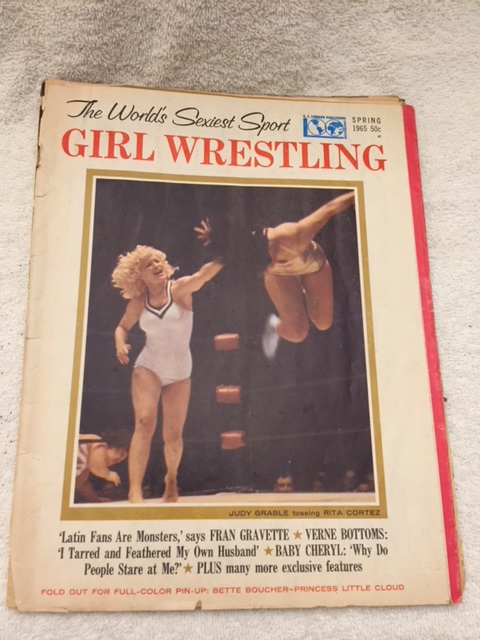 The World's Sexiest Sport
SPRING
1965 50c
GIRL WRESTLING
JUDY GRABLE tossing RITA CORTEZ
'Latin Fans Are Monsters,' says FRAN GRAVETTE ★ VERNE BOTTOMS:
'I Tarred and Feathered My Own Husband' ★ BABY CHERYL: 'Why Do
People Stare at Me?' ★ PLUS many more exclusive features
FOLD OUT FOR FULL-COLOR PIN-UP: BETTE BOUCHER–PRINCESS LITTLE CLOUD